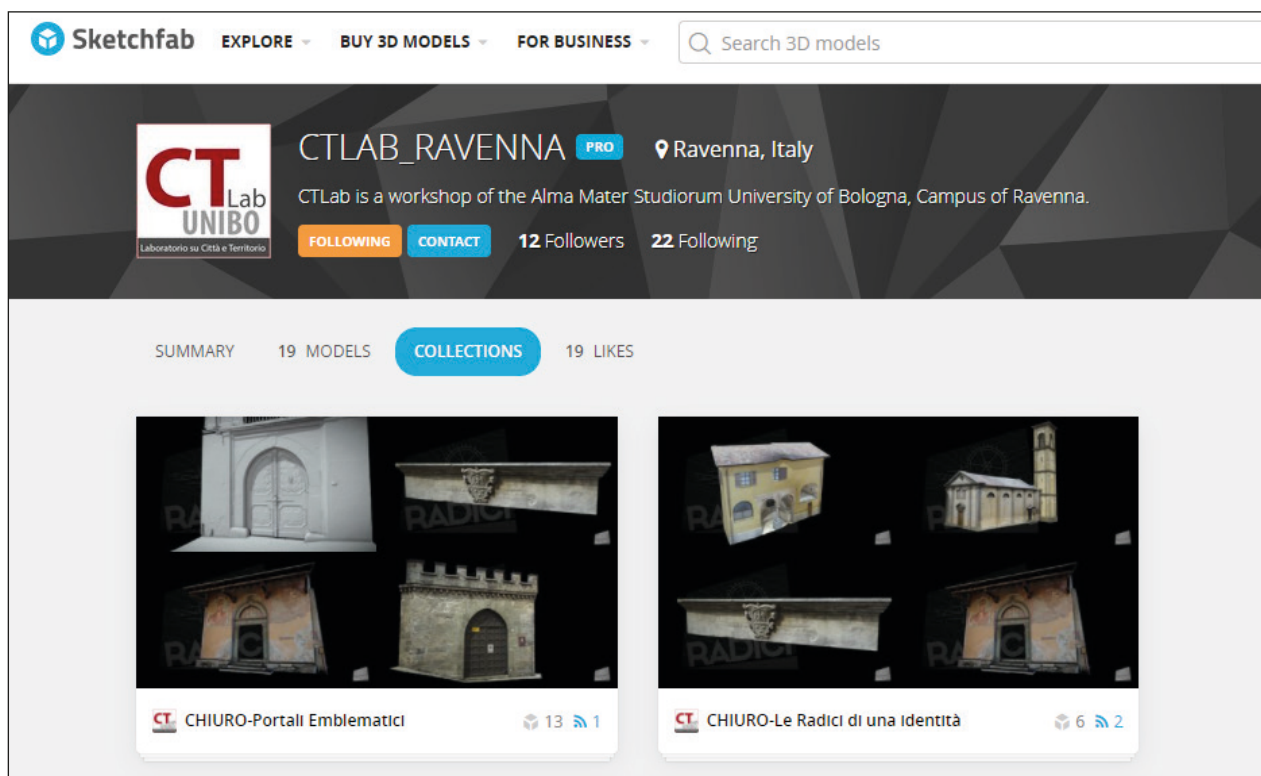 Sketchfab EXPLORE BUY 3D MODELS FOR BUSINESS Search 3D models
CT Lab
UNIBO
Laboratorio su Città e Territorio
CTLAB_RAVENNA PRO Ravenna, Italy
CTLab is a workshop of the Alma Mater Studiorum University of Bologna, Campus of Ravenna.
FOLLOWING CONTACT 12 Followers 22 Following
SUMMARY 19 MODELS COLLECTIONS 19 LIKES
RADICI
RADICI
CT CHIURO-Portali Emblematici 13 1
CT CHIURO-Le Radici di una identità 6 2